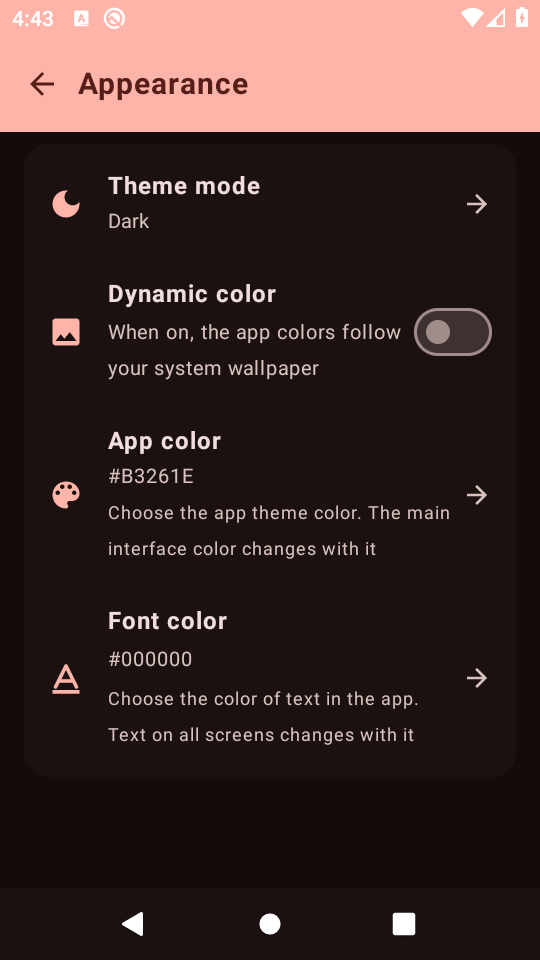 4:43
Appearance
Theme mode
Dark
Dynamic color
When on, the app colors follow
your system wallpaper
App color
#B3261E
Choose the app theme color. The main
interface color changes with it
Font color
#000000
Choose the color of text in the app.
Text on all screens changes with it